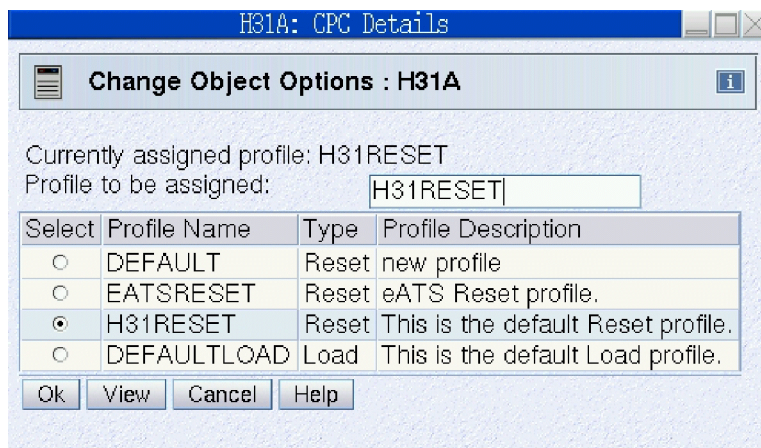 H31A: CPC Details
Change Object Options : H31A
i
Currently assigned profile: H31RESET
Profile to be assigned: H31RESET
Select Profile Name Type Profile Description
DEFAULT Reset new profile
EATSRESET Reset eATS Reset profile.
H31RESET Reset This is the default Reset profile.
DEFAULTLOAD Load This is the default Load profile.
Ok View Cancel Help